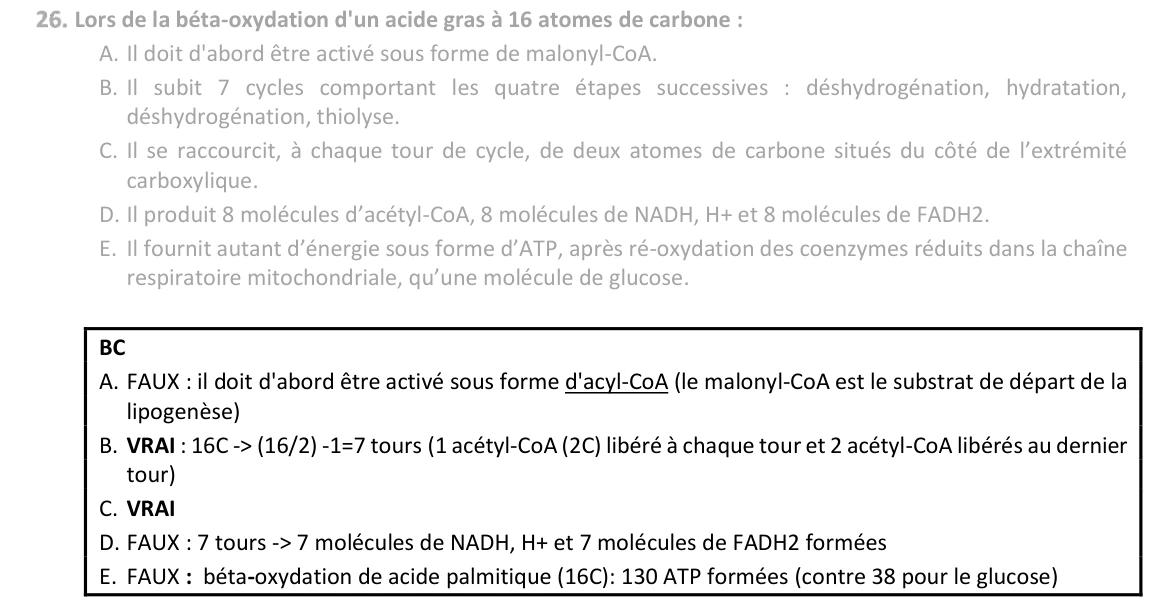 26. Lors de la béta-oxydation d'un acide gras à 16 atomes de carbone :
A. Il doit d'abord être activé sous forme de malonyl-CoA.
B. Il subit 7 cycles comportant les quatre étapes successives : déshydrogénation, hydratation,
déshydrogénation, thiolyse.
C. Il se raccourcit, à chaque tour de cycle, de deux atomes de carbone situés du côté de l’extrémité
carboxylique.
D. Il produit 8 molécules d’acétyl-CoA, 8 molécules de NADH, H+ et 8 molécules de FADH2.
E. Il fournit autant d’énergie sous forme d’ATP, après ré-oxydation des coenzymes réduits dans la chaîne
respiratoire mitochondriale, qu’une molécule de glucose.
BC
A. FAUX : il doit d'abord être activé sous forme d'acyl-CoA (le malonyl-CoA est le substrat de départ de la
lipogenèse)
B. VRAI : 16C -> (16/2) -1=7 tours (1 acétyl-CoA (2C) libéré à chaque tour et 2 acétyl-CoA libérés au dernier
tour)
C. VRAI
D. FAUX : 7 tours -> 7 molécules de NADH, H+ et 7 molécules de FADH2 formées
E. FAUX : béta-oxydation de acide palmitique (16C): 130 ATP formées (contre 38 pour le glucose)